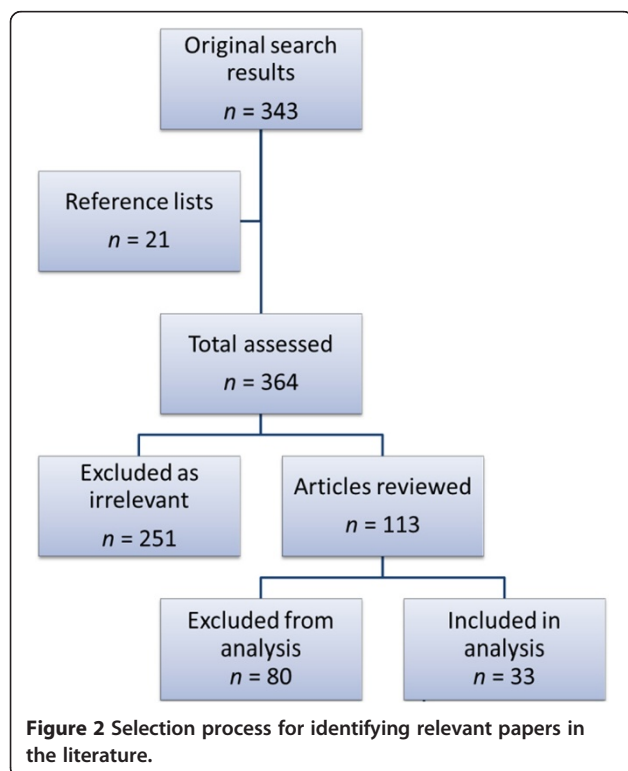 Original search
results
n = 343
Reference lists
n = 21
Total assessed
n = 364
Excluded as
irrelevant
n = 251
Articles reviewed
n = 113
Excluded from
analysis
n = 80
Included in
analysis
n = 33
Figure 2 Selection process for identifying relevant papers in
the literature.